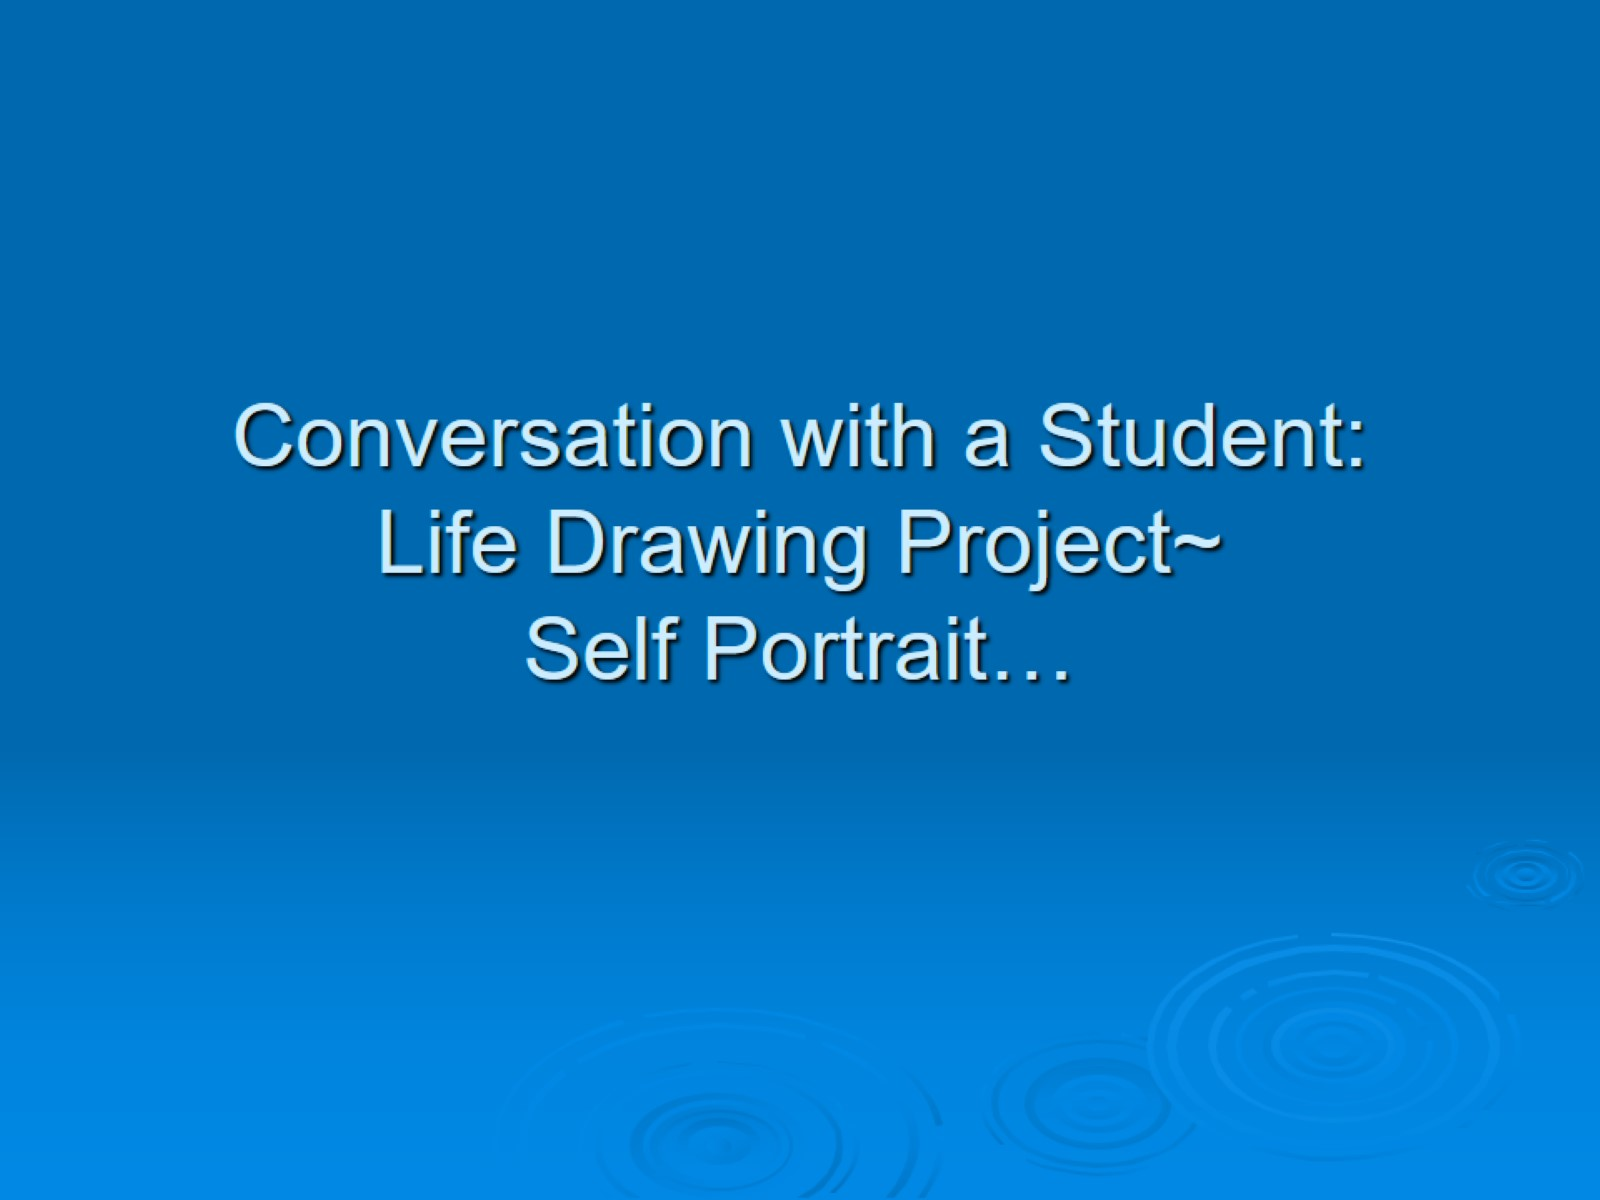 Conversation with a Student:
Life Drawing Project~
Self Portrait…